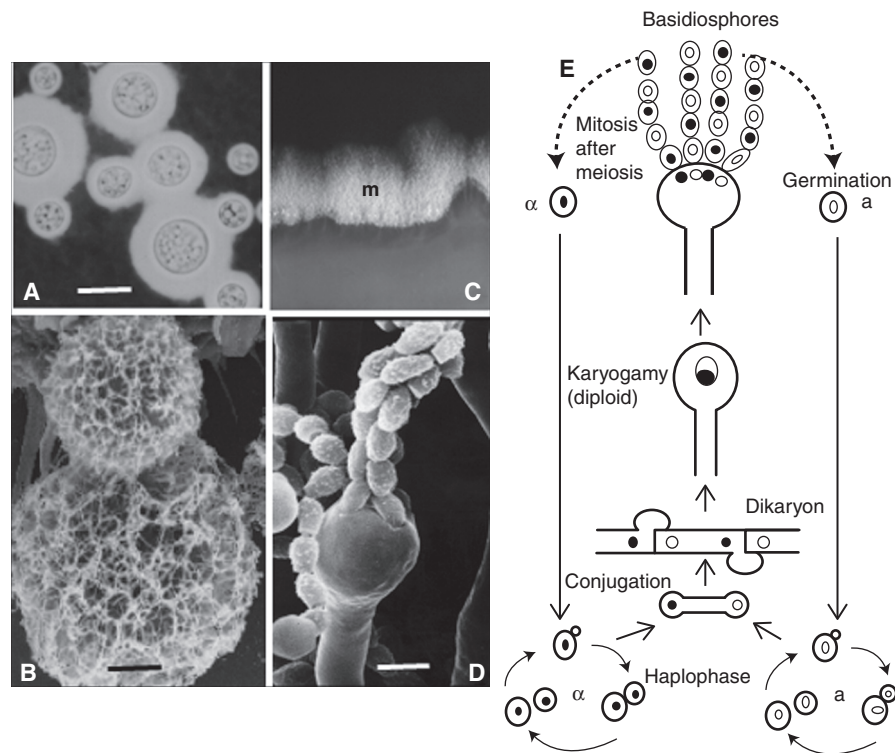 A
B
m
C
D
E
Basidiosphores
Mitosis
after
meiosis
α
Germination
a
Karyogamy
(diploid)
Dikaryon
Conjugation
Haplophase
α
a